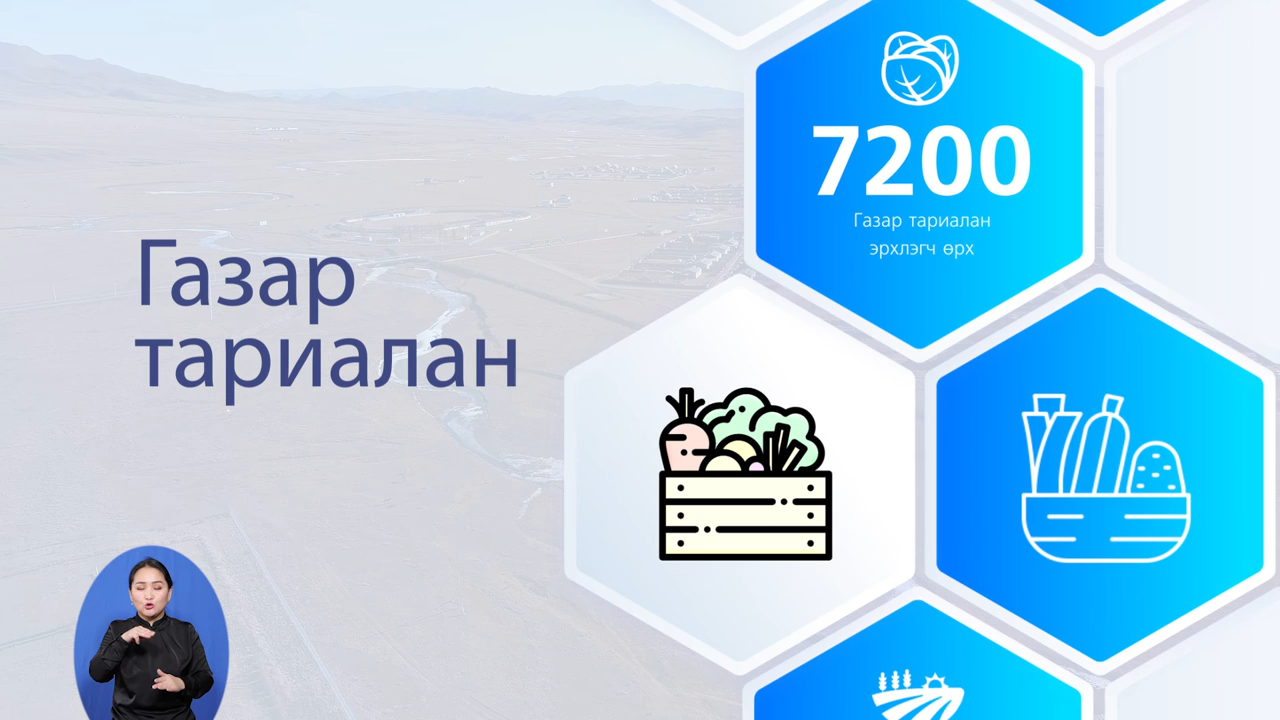 Газар
тариалан
7200
Газар тариалан
эрхлэгч өрх